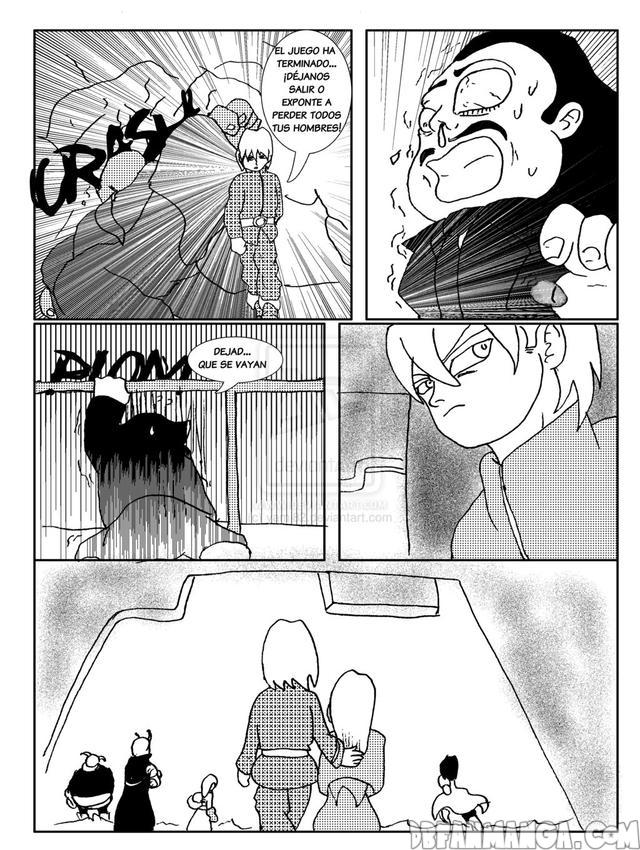 CRASH
EL JUEGO HA
TERMINADO...
¡DÉJANOS
SALIR O
EXPONTE A
PERDER TODOS
TUS HOMBRES!
DEJAD...
QUE SE VAYAN
DBFANMANGA.COM